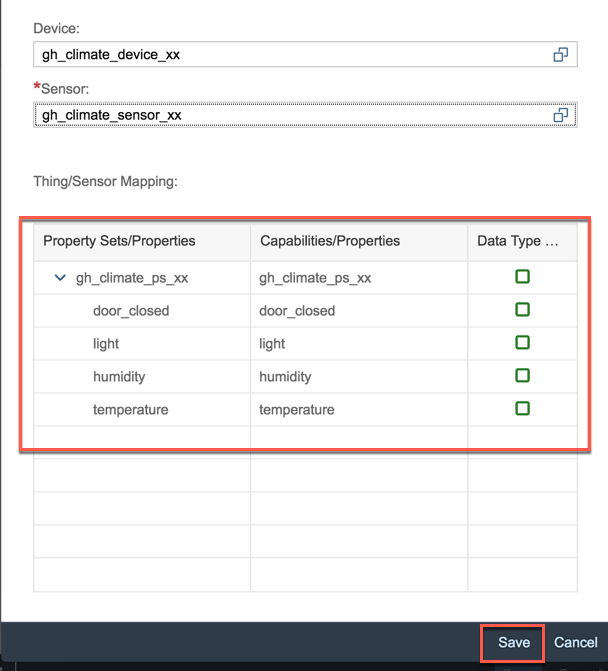 Device:
gh_climate_device_xx
*Sensor:
gh_climate_sensor_xx
Thing/Sensor Mapping:
Property Sets/Properties Capabilities/Properties Data Type ...
gh_climate_ps_xx gh_climate_ps_xx
door_closed door_closed
light light
humidity humidity
temperature temperature
Save Cancel